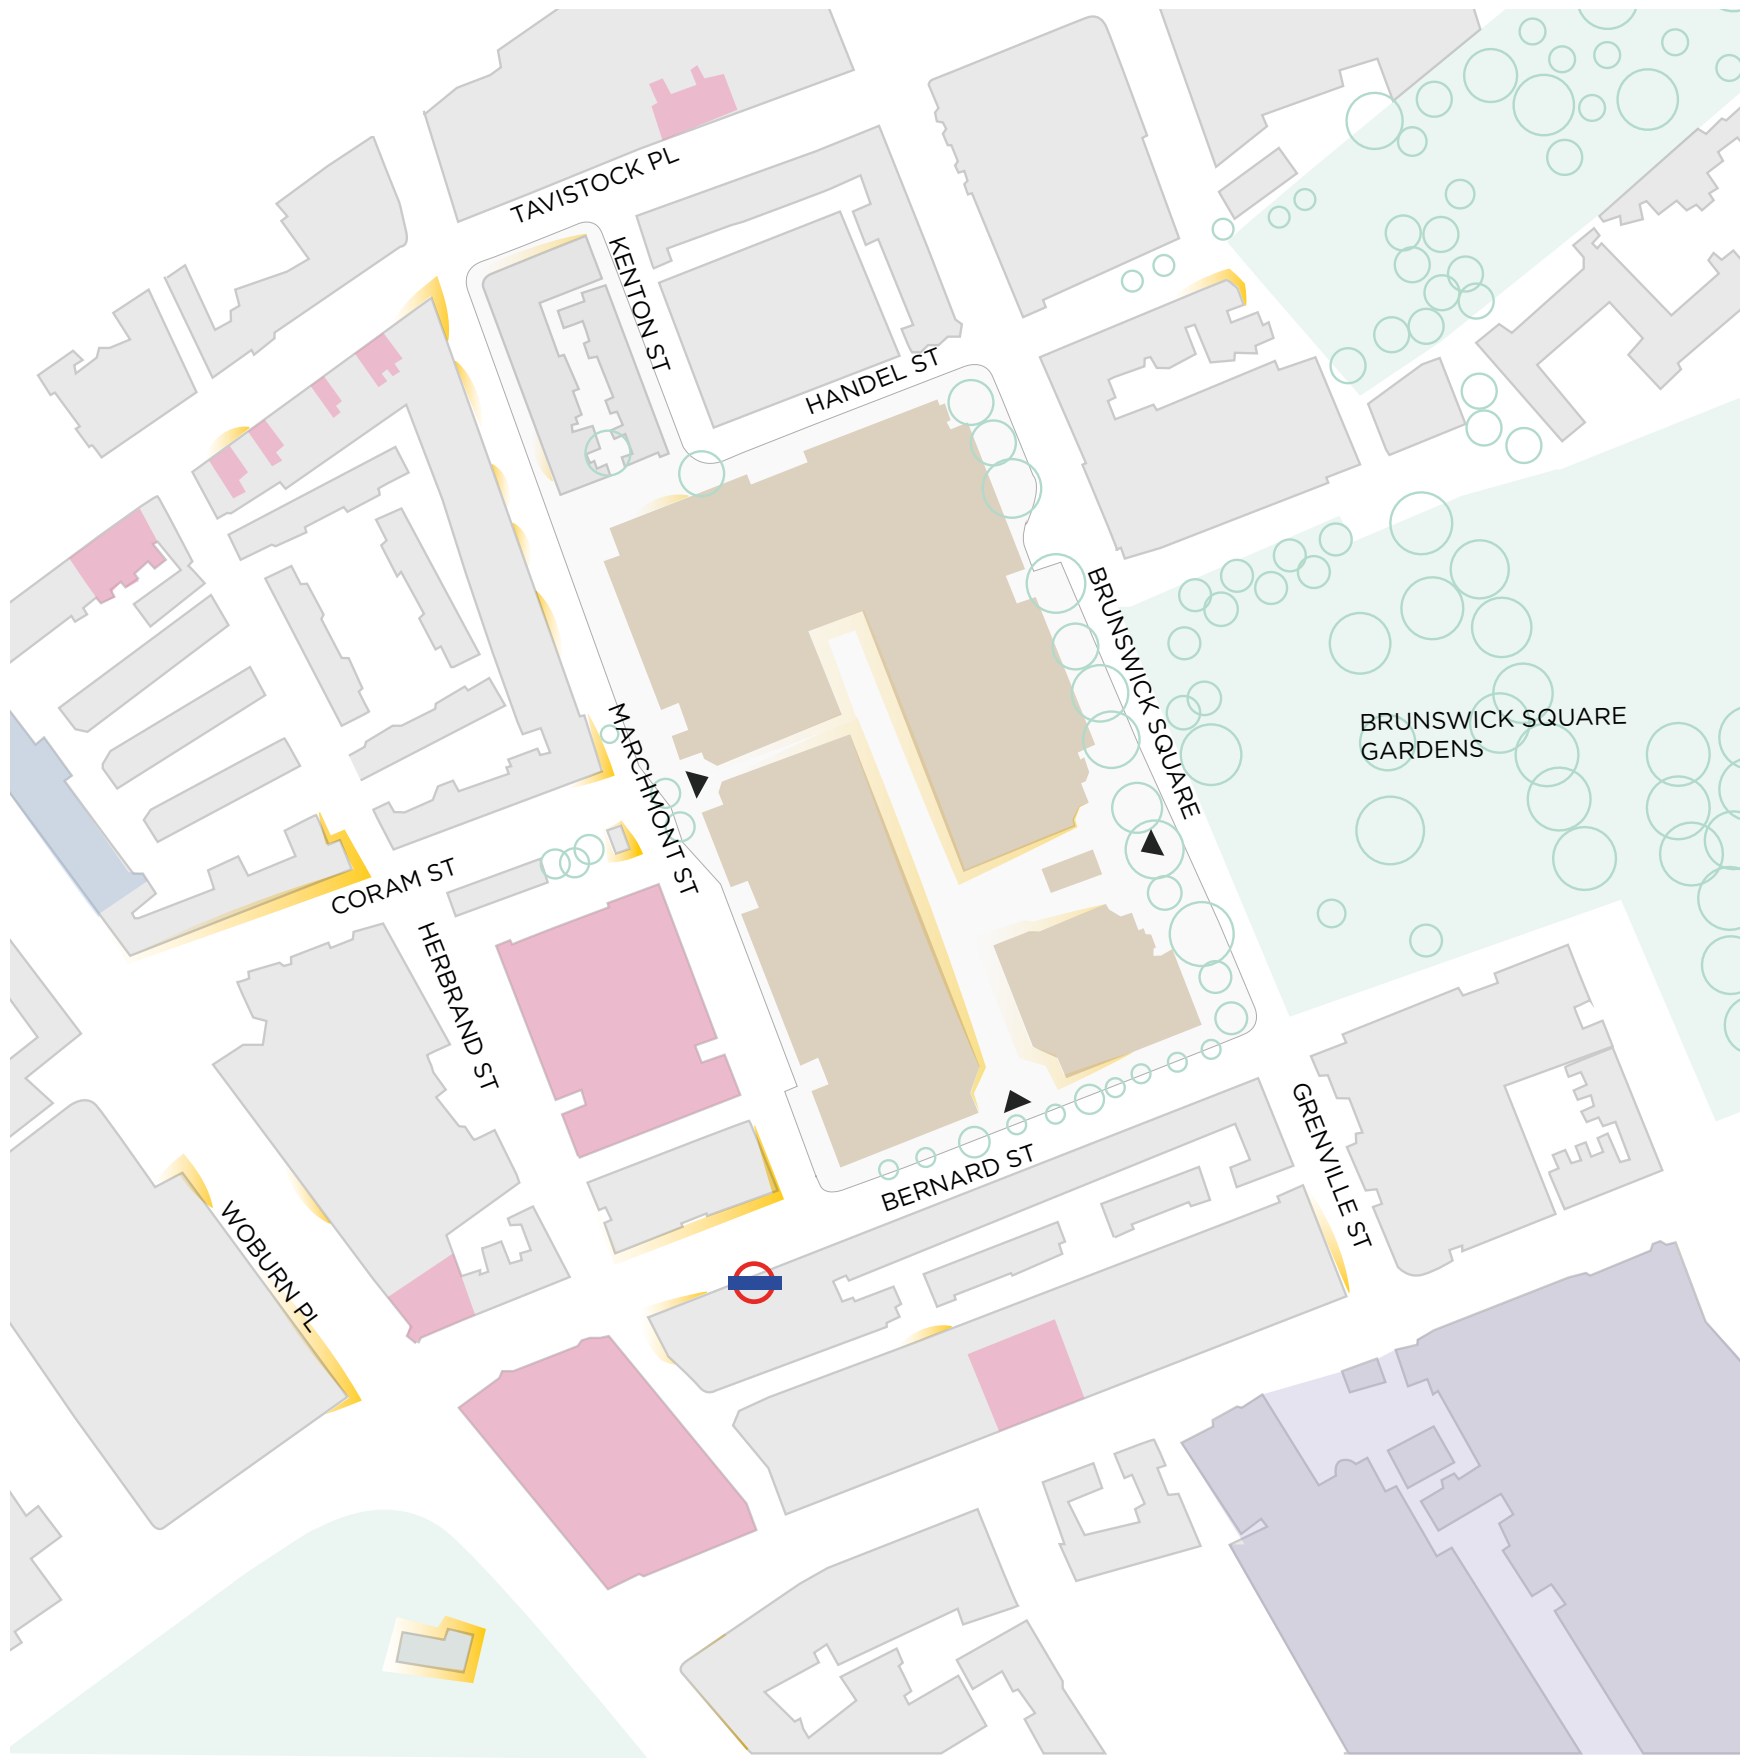 TAVISTOCK PL
KENTON ST
HANDEL ST
BRUNSWICK SQUARE
BRUNSWICK SQUARE
GARDENS
MARCHMONT ST
CORAM ST
HERBRAND ST
GRENVILLE ST
BERNARD ST
WOBURN PL